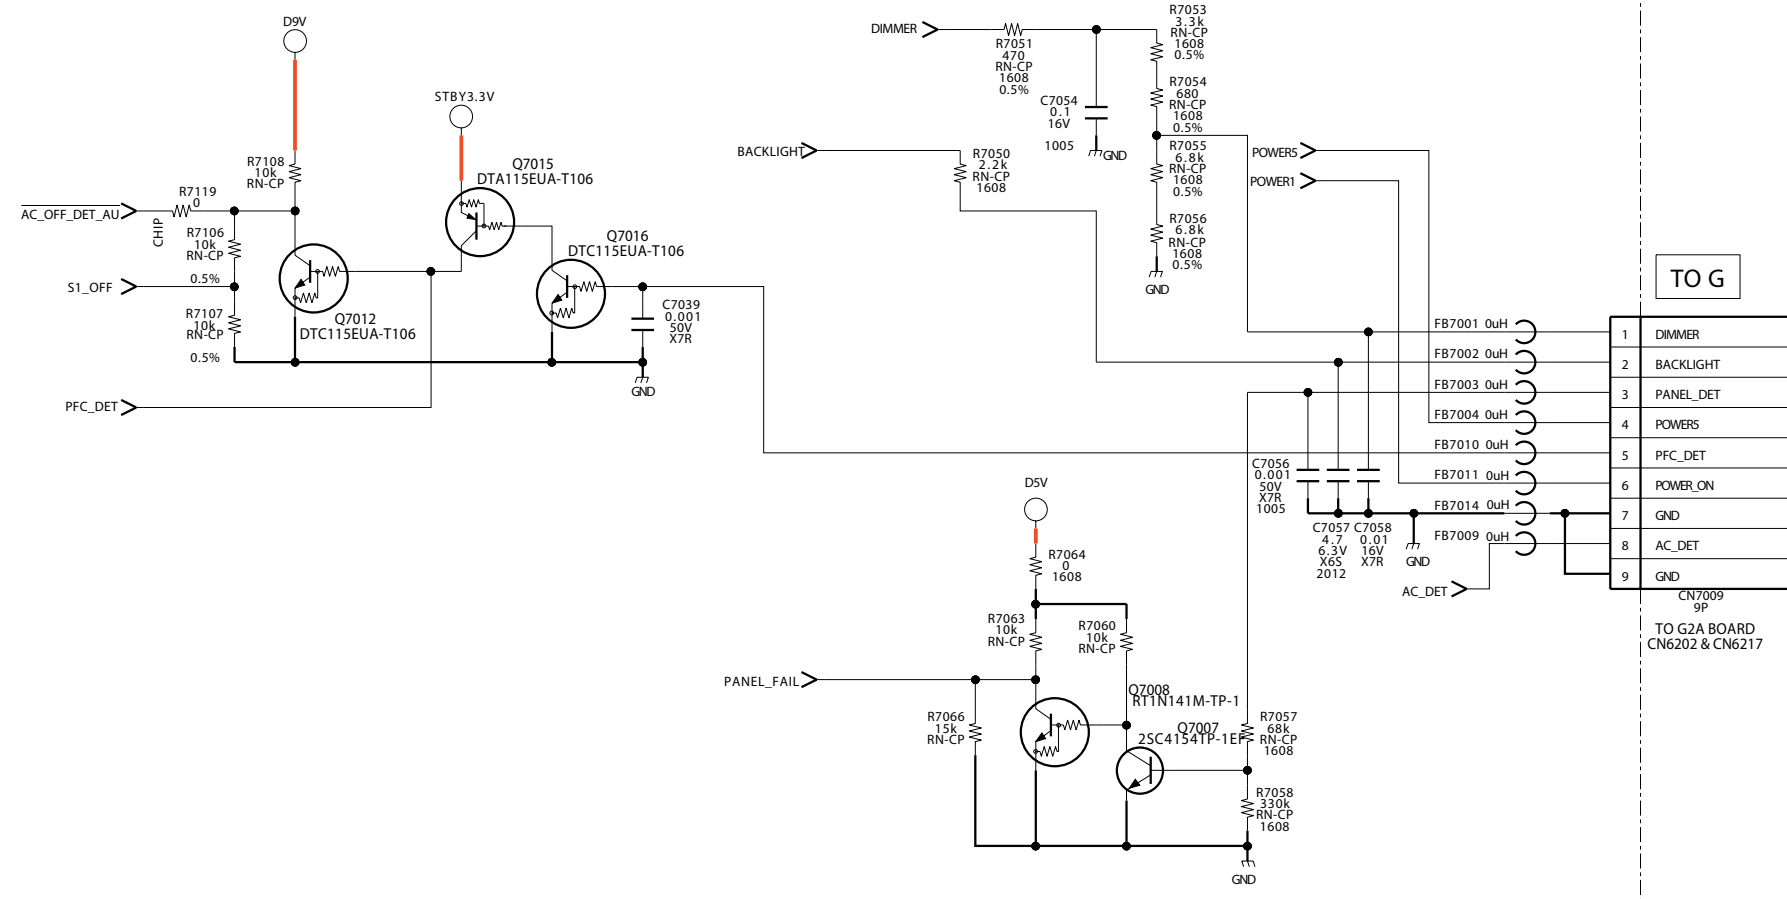 D9V
STBY3.3V
R7108
10k
RN-CP
Q7015
DTA115EUA-T106
R7119
0
CHIP
AC_OFF_DET_AU
R7106
10k
RN-CP
0.5%
S1_OFF
R7107
10k
RN-CP
0.5%
Q7012
DTC115EUA-T106
Q7016
DTC115EUA-T106
C7039
0.001
50V
X7R
GND
PFC_DET
DIMMER
R7051
470
RN-CP
1608
0.5%
C7054
0.1
16V
1005
GND
R7053
3.3k
RN-CP
1608
0.5%
R7054
680
RN-CP
1608
0.5%
R7055
6.8k
RN-CP
1608
0.5%
R7056
6.8k
RN-CP
1608
0.5%
GND
BACKLIGHT
R7050
2.2k
1608
POWER5
POWER1
TO G
FB7001 0uH
FB7002 0uH
FB7003 0uH
FB7004 0uH
FB7010 0uH
FB7011 0uH
FB7014 0uH
FB7009 0uH
1 DIMMER
2 BACKLIGHT
3 PANEL_DET
4 POWER5
5 PFC_DET
6 POWER_ON
7 GND
8 AC_DET
9 GND
CN7009
9P
TO G2A BOARD
CN6202 & CN6217
C7056
0.001
50V
X7R
1005
C7057
4.7
6.3V
X6S
2012
C7058
0.01
16V
X7R
GND
AC_DET
D5V
R7064
0
1608
R7063
10k
RN-CP
R7060
10k
RN-CP
PANEL_FAIL
R7066
15k
RN-CP
Q7008
RT1N141M-TP-1
Q7007
2SC4154TP-1EF
R7057
68k
RN-CP
1608
R7058
330k
RN-CP
1608
GND